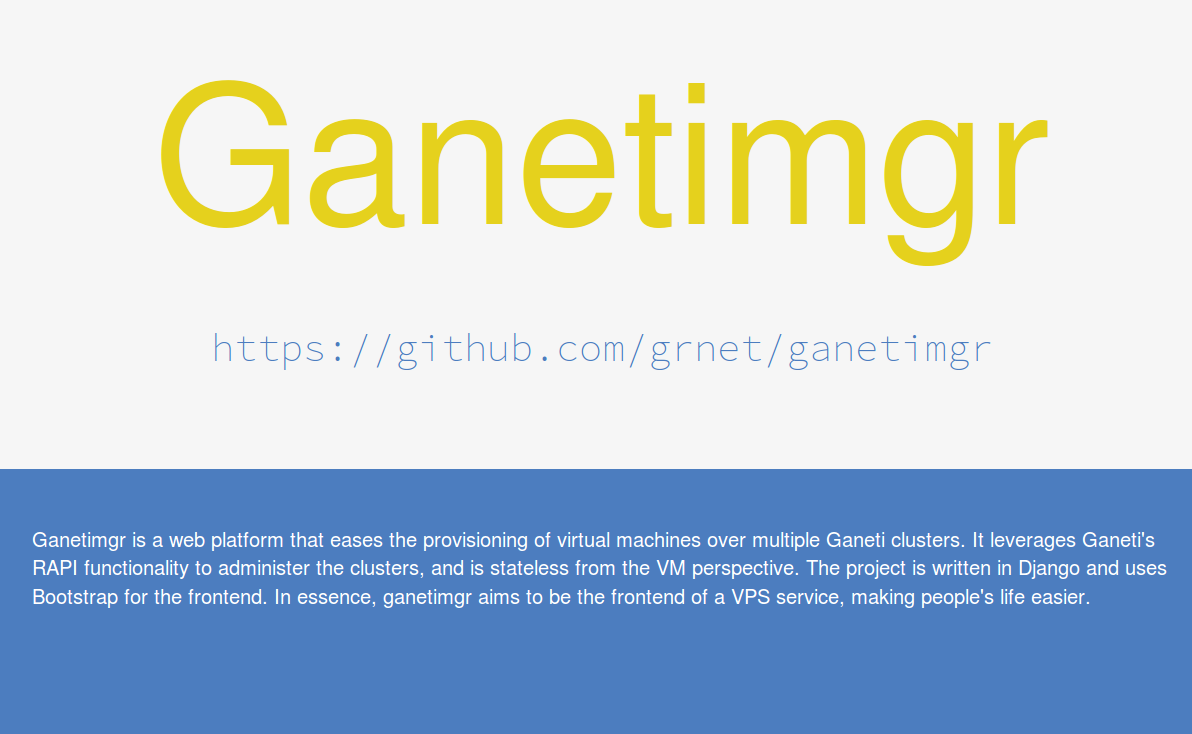 Ganetimgr
https://github.com/grnet/ganetimgr
Ganetimgr is a web platform that eases the provisioning of virtual machines over multiple Ganeti clusters. It leverages Ganeti's
RAPI functionality to administer the clusters, and is stateless from the VM perspective. The project is written in Django and uses
Bootstrap for the frontend. In essence, ganetimgr aims to be the frontend of a VPS service, making people's life easier.